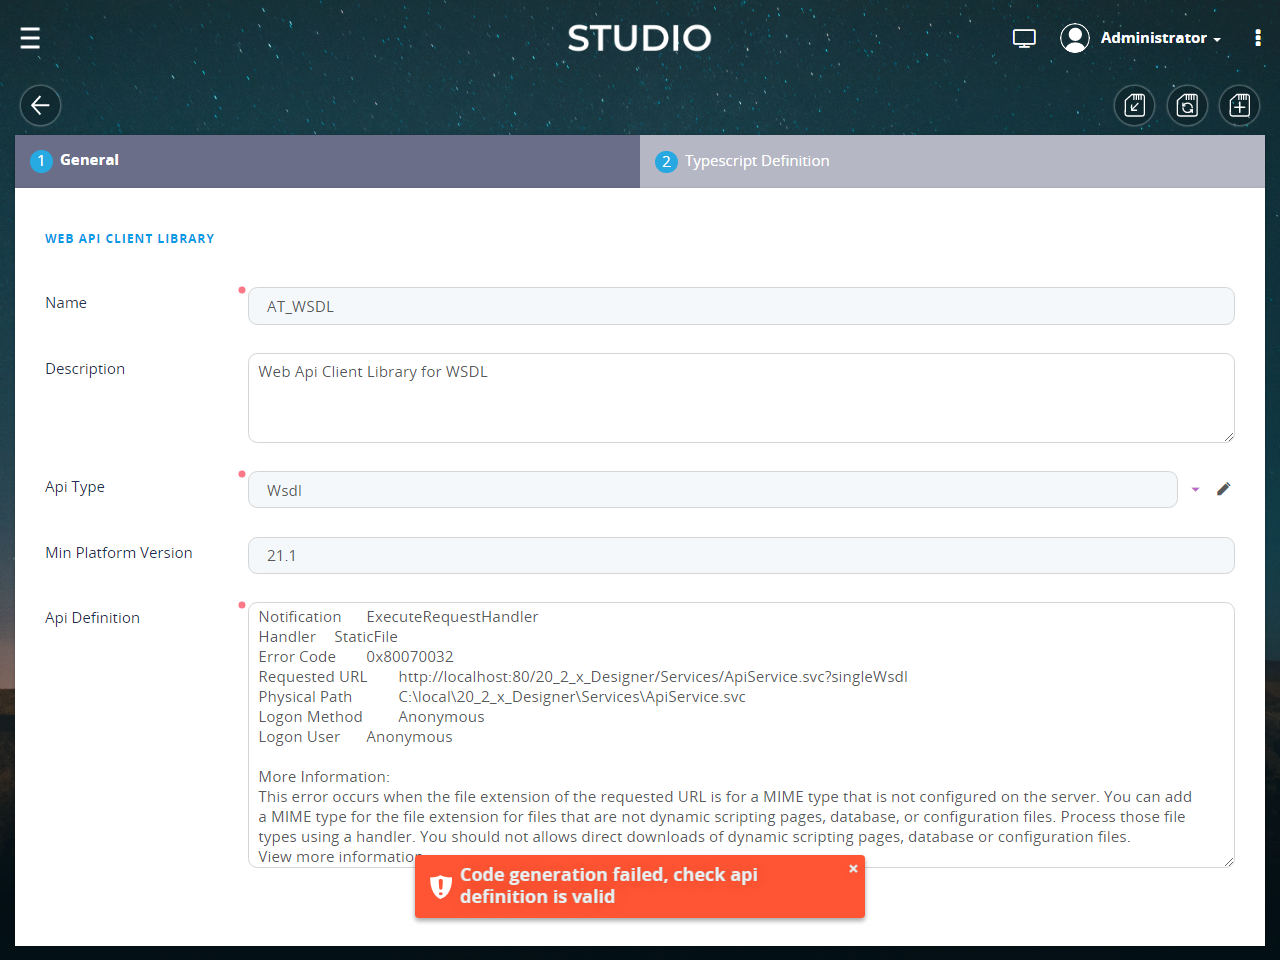 STUDIO
Administrator
1 General
2 Typescript Definition
WEB API CLIENT LIBRARY
Name
AT_WSDL
Description
Web Api Client Library for WSDL
Api Type
Wsdl
Min Platform Version
21.1
Api Definition
Notification ExecuteRequestHandler
Handler StaticFile
Error Code 0x80070032
Requested URL http://localhost:80/20_2_x_Designer/Services/ApiService.svc?singleWsdl
Physical Path C:\local\20_2_x_Designer\Services\ApiService.svc
Logon Method Anonymous
Logon User Anonymous
More Information:
This error occurs when the file extension of the requested URL is for a MIME type that is not configured on the server. You can add
a MIME type for the file extension for files that are not dynamic scripting pages, database, or configuration files. Process those file
types using a handler. You should not allows direct downloads of dynamic scripting pages, database or configuration files.
View more information
Code generation failed, check api
definition is valid